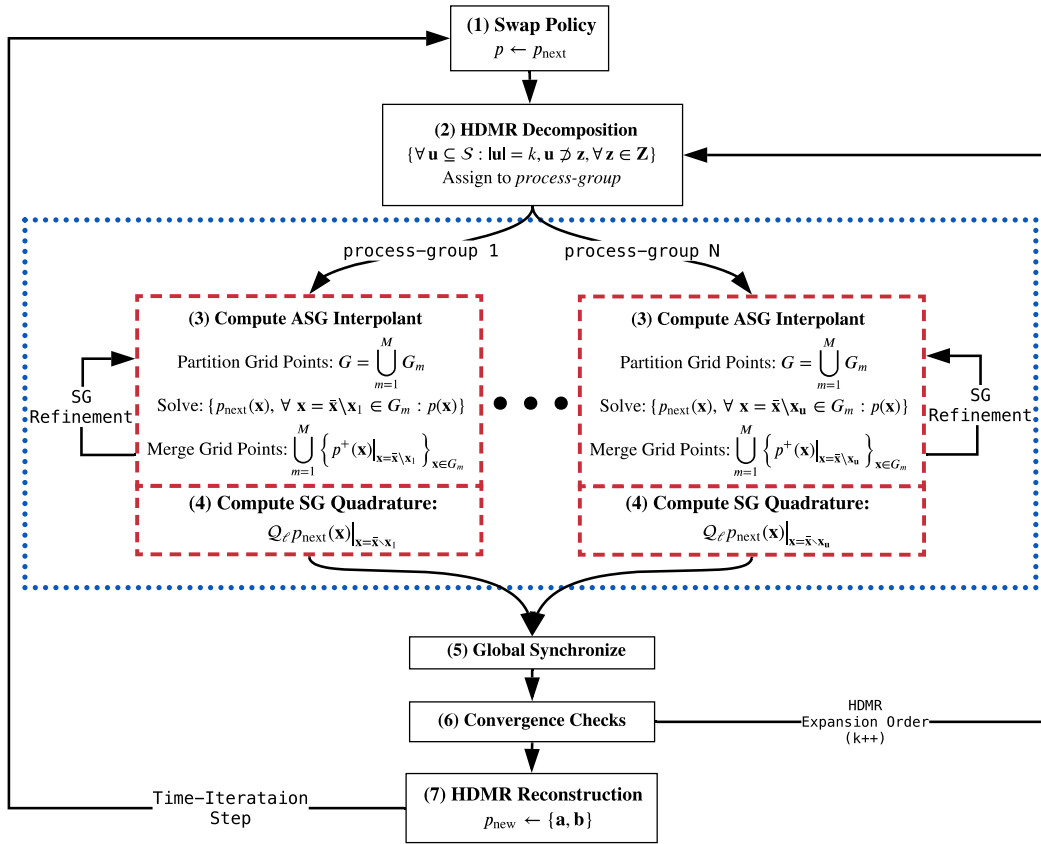 (1) Swap Policy
p ← p_next
(2) HDMR Decomposition
{∀ u ⊆ 𝒮 : |u| = k, u ⊅ z, ∀ z ∈ Z}
Assign to process-group
process-group 1
process-group N
(3) Compute ASG Interpolant
Partition Grid Points: G = ⋃_{m=1}^{M} G_m
Solve: {p_next(x), ∀ x = x̄\x_1 ∈ G_m : p(x)}
Merge Grid Points: ⋃_{m=1}^{M} { p^+(x)|_{x=x̄\x_1} }_{x∈G_m}
SG
Refinement
(4) Compute SG Quadrature:
𝒬_ℓ p_next(x)|_{x=x̄\x_1}
(3) Compute ASG Interpolant
Partition Grid Points: G = ⋃_{m=1}^{M} G_m
Solve: {p_next(x), ∀ x = x̄\x_u ∈ G_m : p(x)}
Merge Grid Points: ⋃_{m=1}^{M} { p^+(x)|_{x=x̄\x_u} }_{x∈G_m}
SG
Refinement
(4) Compute SG Quadrature:
𝒬_ℓ p_next(x)|_{x=x̄\x_u}
(5) Global Synchronize
(6) Convergence Checks
HDMR
Expansion Order
(k++)
(7) HDMR Reconstruction
p_new ← {a, b}
Time-Iterataion
Step